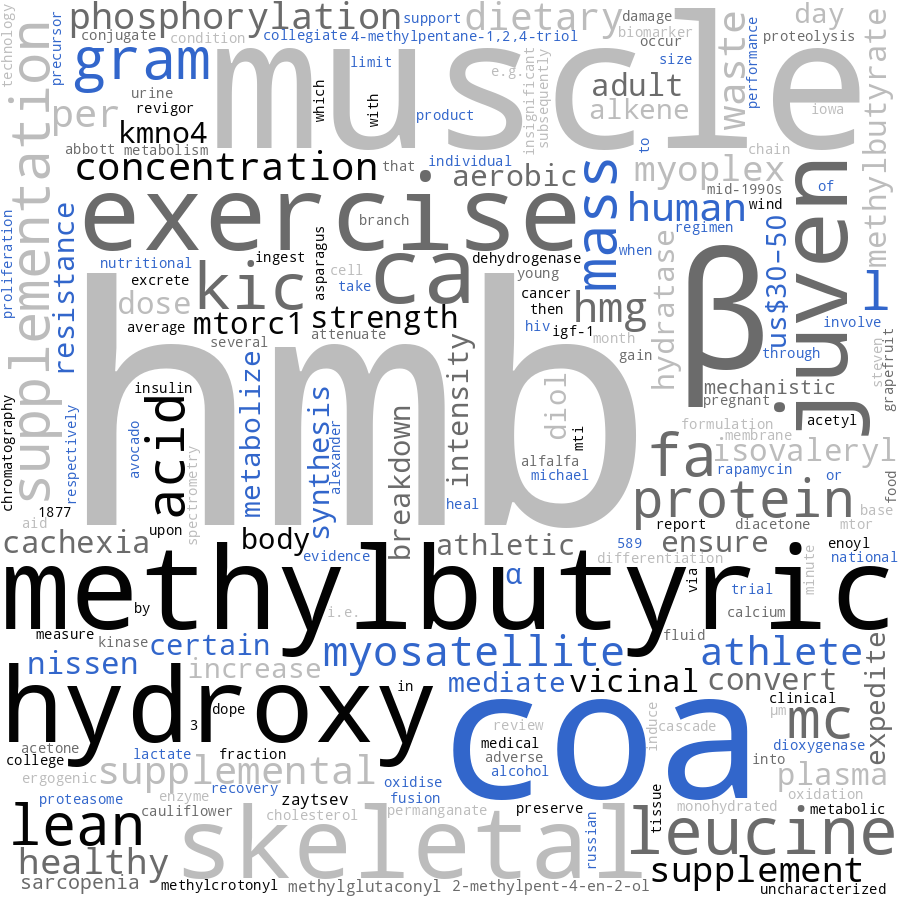 phosphorylation
support
dietary
damage
day
technology
conjugate
condition
collegiate
4-methylpentane-1,2,4-triol
biomarker
occur
proteolysis
precursor
gram
muscle
limit
e.g.
size
waste
performance
methylbutyrate
supplementation
urine
which
insignificant
subsequently
adult
alkene
iowa
per
revigor
with
product
kmno4
abbott
metabolism
to
chain
concentration
that
individual
aerobic
mass
myoplex
mid-1990s
of
juven
exercise
branch
human
wind
regimen
β
us$30-50
proliferation
resistance
nutritional
ingest
asparagus
cell
dehydrogenase
when
hydratase
l
excrete
kic
take
ca
young
cancer
dose
then
hmg
month
involve
average
mtorc1
strength
hiv
igf-1
several
attenuate
gain
through
steven
grapefruit
hmb
metabolize
insulin
intensity
diol
mechanistic
pregnant
acid
synthesis
alexander
breakdown
mti
acetyl
chromatography
respectively
avocado
formulation
membrane
fa
isovaleryl
spectrometry
alfalfa
michael
rapamycin
or
food
heal
protein
1877
aid
base
upon
report
diacetone
mtor
body
cachexia
athletic
589
ensure
enoyl
evidence
differentiation
national
methylbutyric
α
via
trial
minute
by
i.e.
calcium
measure
kinase
certain
fluid
nissen
myosatellite
athlete
expedite
increase
mediate
vicinal
convert
hydroxy
in
clinical
3
dope
coa
review
induce
cascade
μm
mc
acetone
college
lactate
fraction
medical
adverse
alcohol
into
dioxygenase
ergogenic
supplemental
recovery
oxidise
plasma
proteasome
enzyme
zaytsev
fusion
oxidation
cauliflower
cholesterol
permanganate
preserve
tissue
monohydrated
metabolic
lean
skeletal
russian
leucine
healthy
supplement
sarcopenia
methylcrotonyl
methylglutaconyl
2-methylpent-4-en-2-ol
uncharacterized